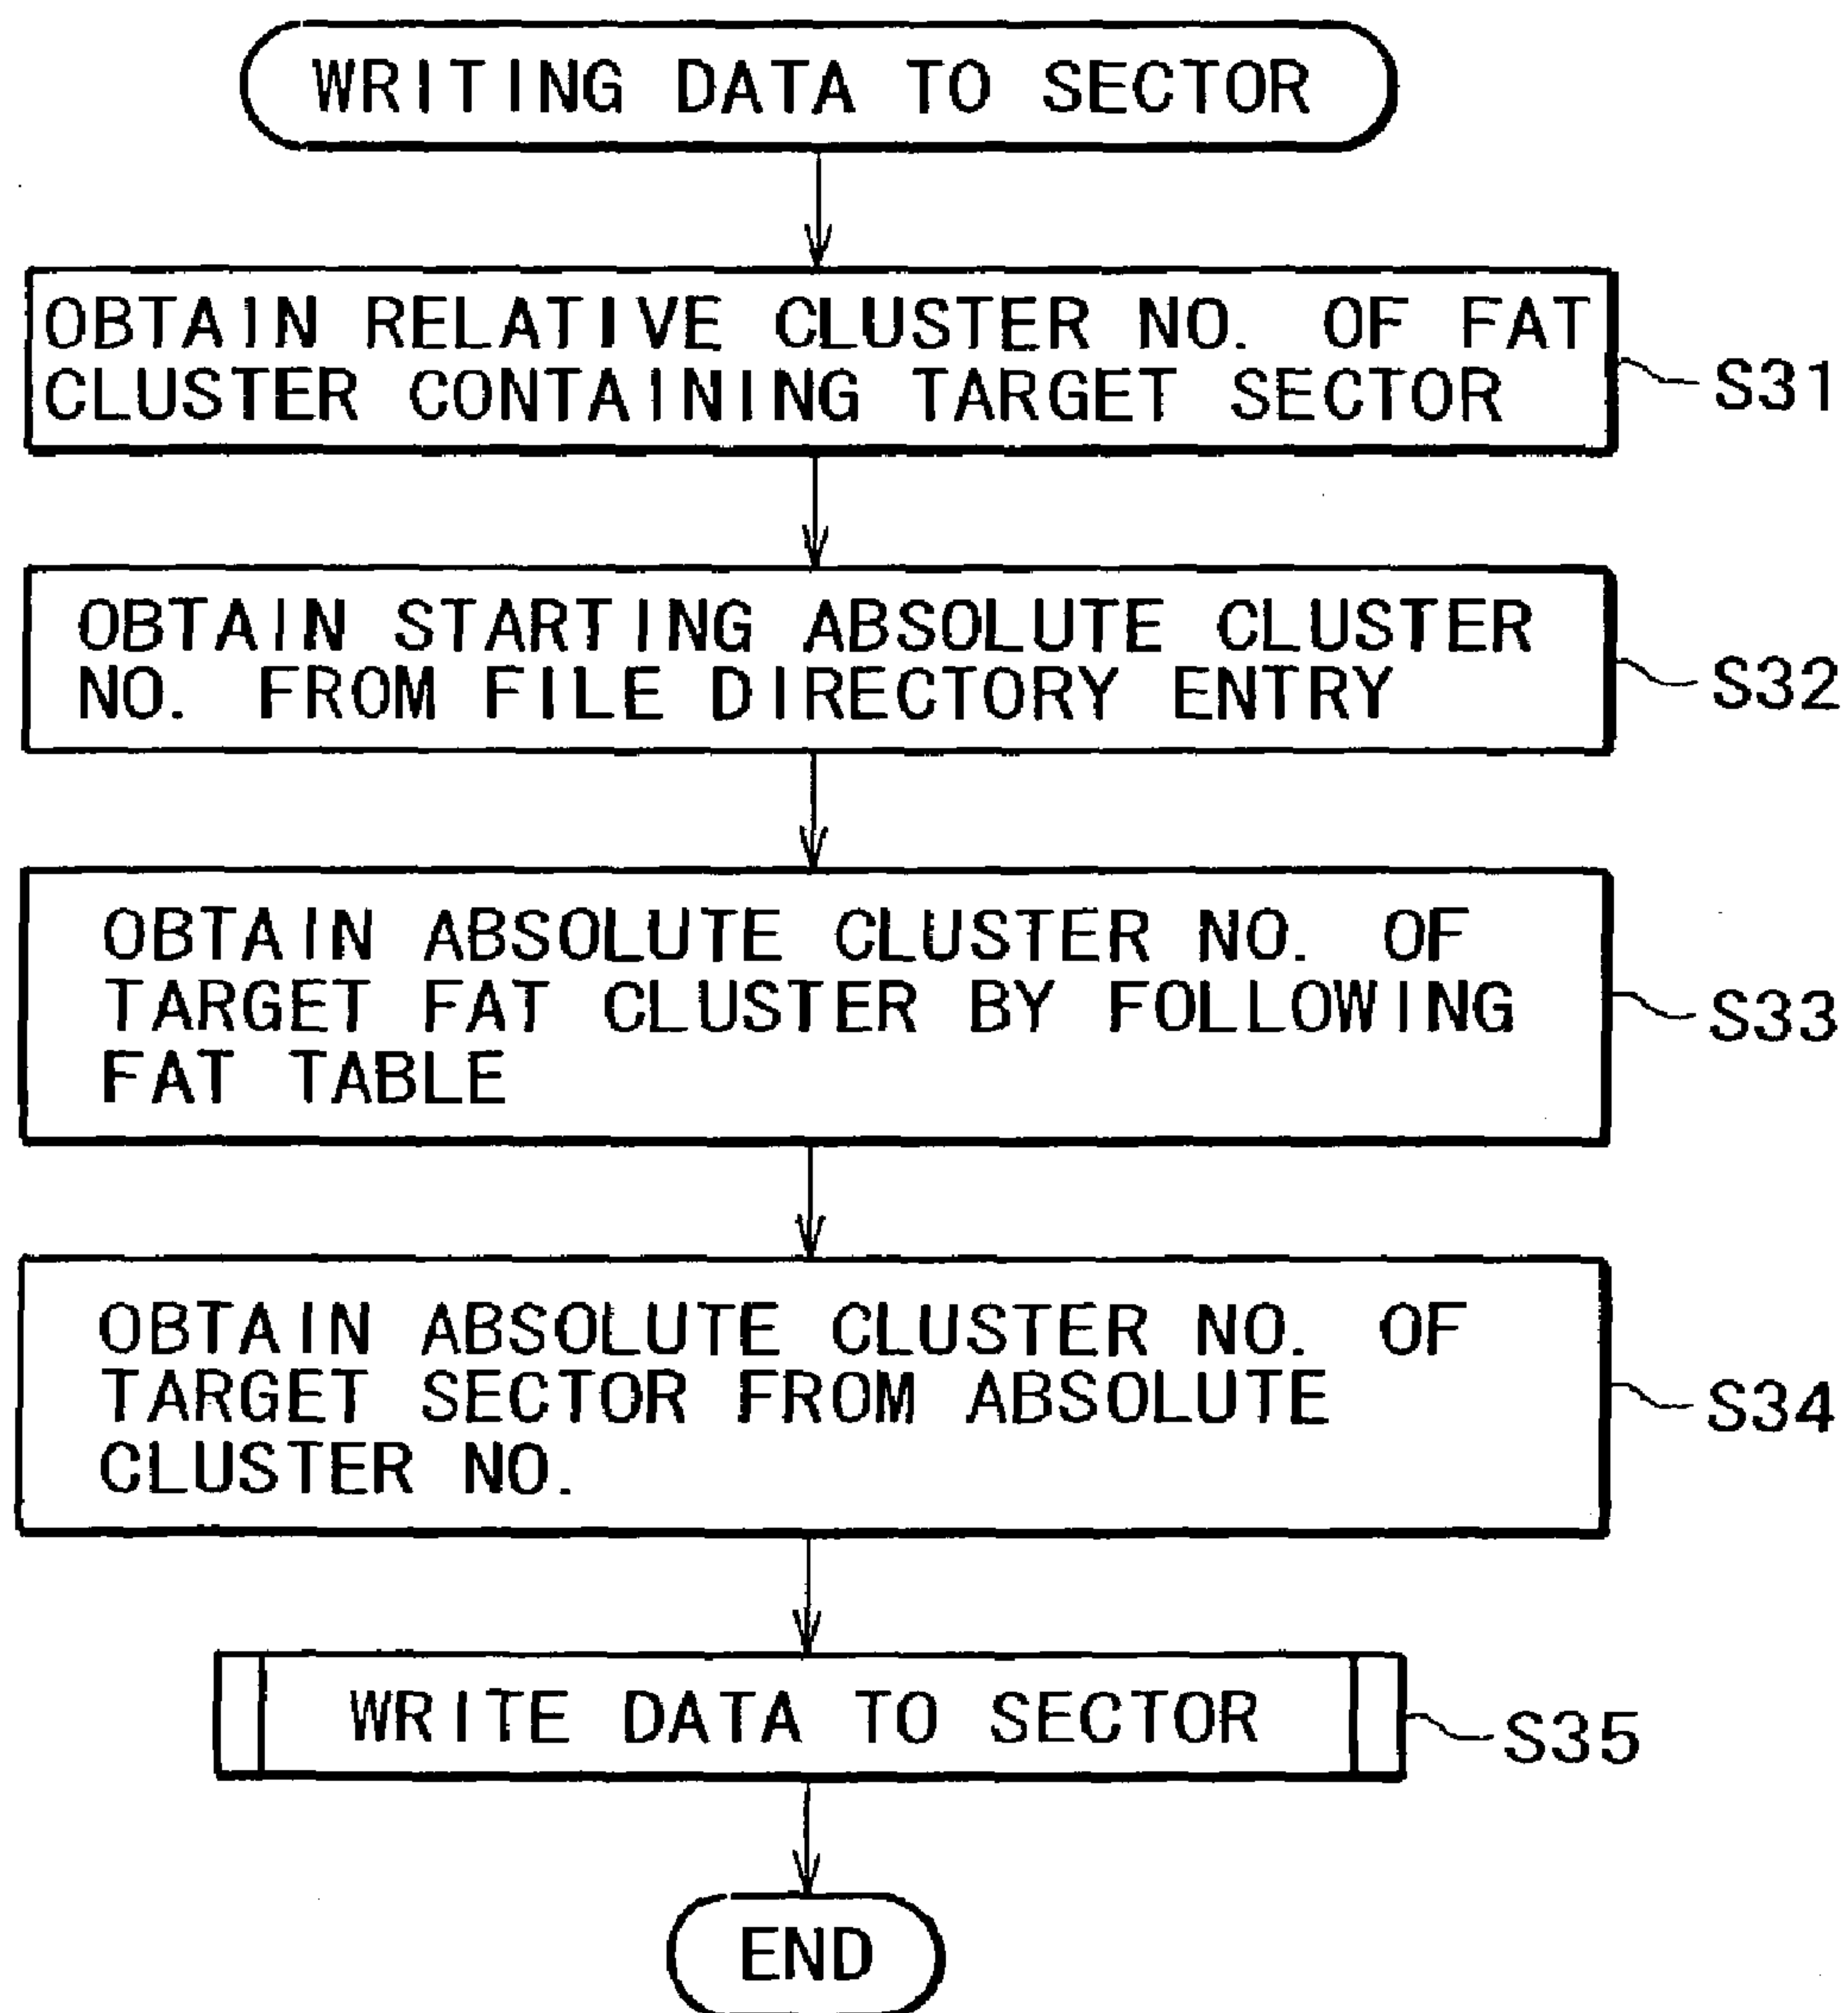 WRITING DATA TO SECTOR
OBTAIN RELATIVE CLUSTER NO. OF FAT
CLUSTER CONTAINING TARGET SECTOR
S31
OBTAIN STARTING ABSOLUTE CLUSTER
NO. FROM FILE DIRECTORY ENTRY
S32
OBTAIN ABSOLUTE CLUSTER NO. OF
TARGET FAT CLUSTER BY FOLLOWING
FAT TABLE
S33
OBTAIN ABSOLUTE CLUSTER NO. OF
TARGET SECTOR FROM ABSOLUTE
CLUSTER NO.
S34
WRITE DATA TO SECTOR
S35
END